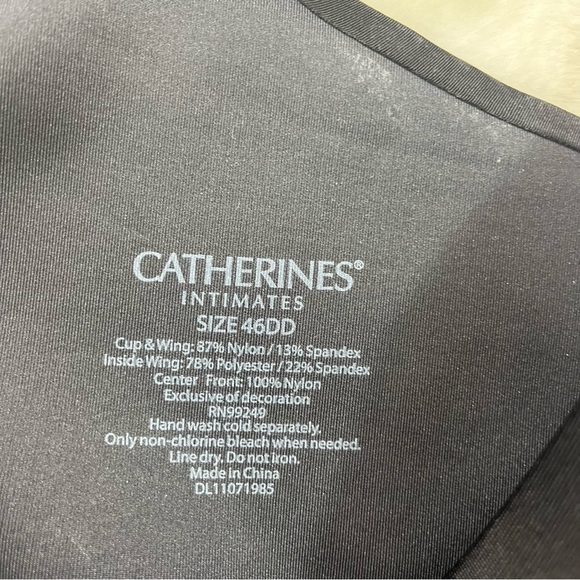 CATHERINES®
INTIMATES
SIZE 46DD
Cup & Wing: 87% Nylon / 13% Spandex
Inside Wing: 78% Polyester / 22% Spandex
Center Front: 100% Nylon
Exclusive of decoration
RN99249
Hand wash cold separately.
Only non-chlorine bleach when needed.
Line dry. Do not iron.
Made in China
DL11071985